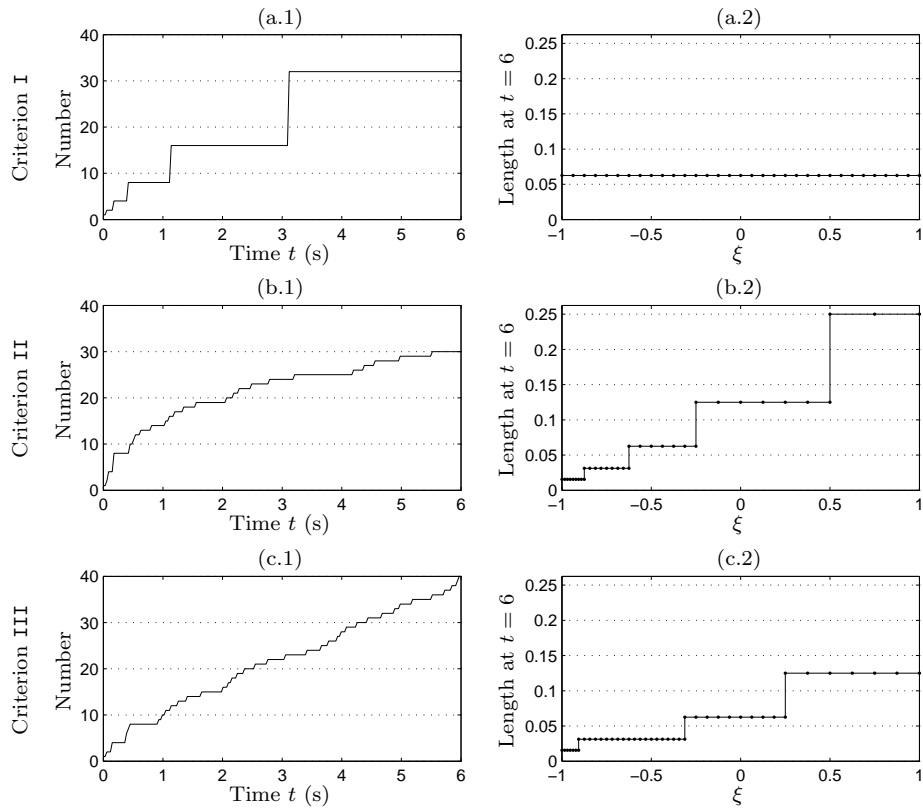 (a.1)
Criterion I
Number
40
30
20
10
0
0 1 2 3 4 5 6
Time t (s)
(a.2)
Length at t = 6
0.25
0.2
0.15
0.1
0.05
0
−1 −0.5 0 0.5 1
ξ
(b.1)
Criterion II
Number
40
30
20
10
0
0 1 2 3 4 5 6
Time t (s)
(b.2)
Length at t = 6
0.25
0.2
0.15
0.1
0.05
0
−1 −0.5 0 0.5 1
ξ
(c.1)
Criterion III
Number
40
30
20
10
0
0 1 2 3 4 5 6
Time t (s)
(c.2)
Length at t = 6
0.25
0.2
0.15
0.1
0.05
0
−1 −0.5 0 0.5 1
ξ